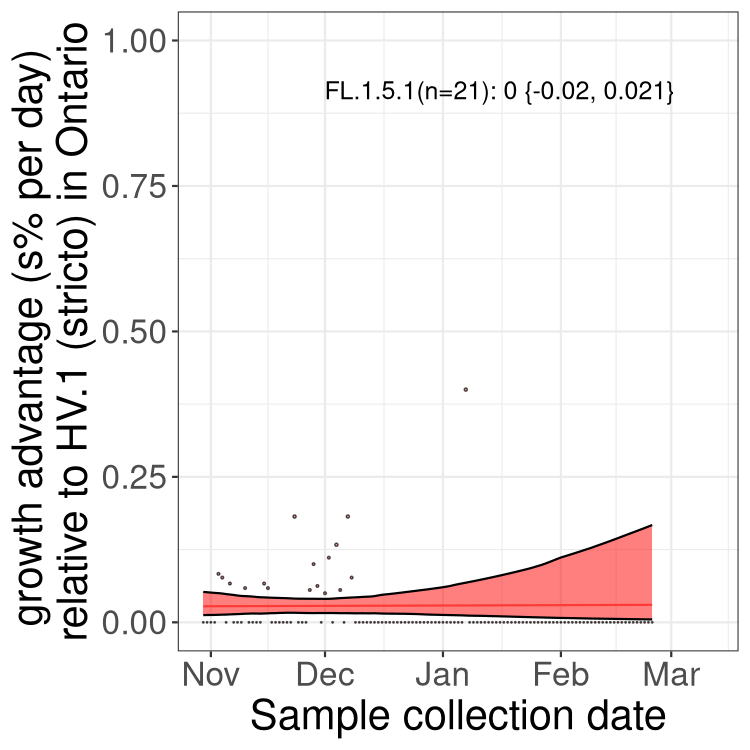 growth advantage (s% per day)
relative to HV.1 (stricto) in Ontario
1.00
0.75
0.50
0.25
0.00
FL.1.5.1(n=21): 0 {-0.02, 0.021}
Nov Dec Jan Feb Mar
Sample collection date